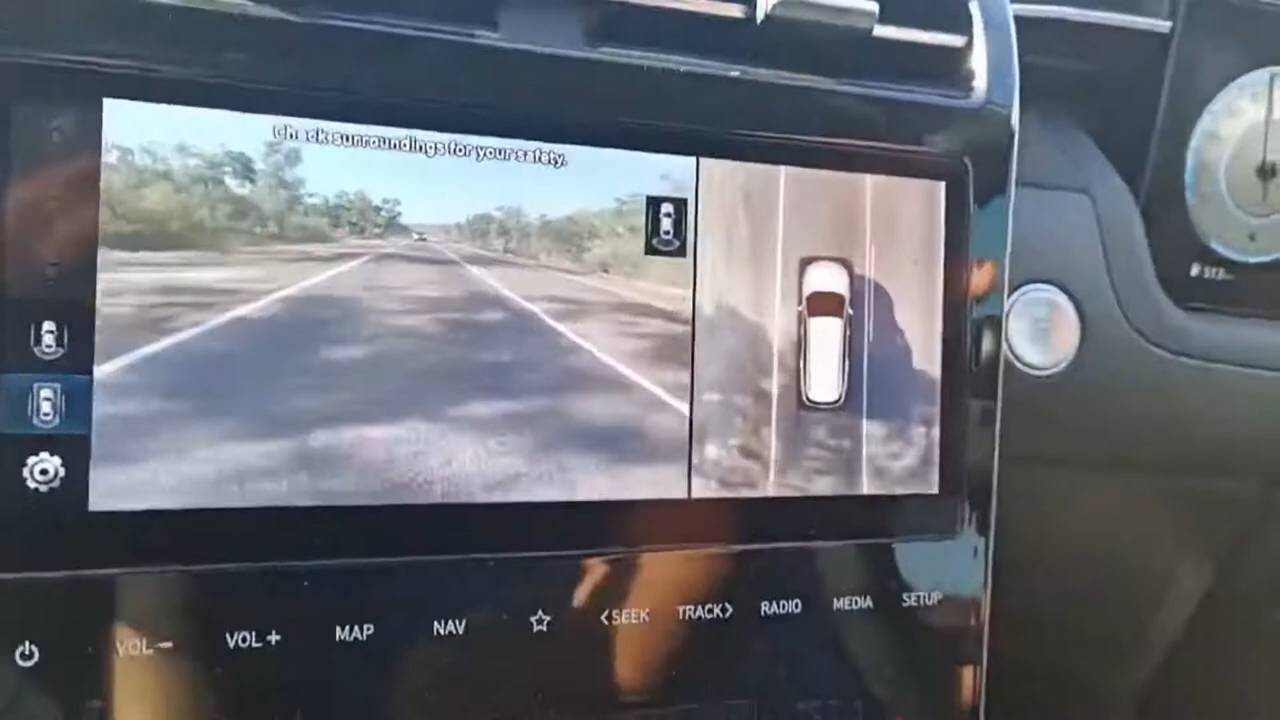 Check surroundings for your safety.
VOL−
VOL+
MAP
NAV
<SEEK
TRACK>
RADIO
MEDIA
SETUP